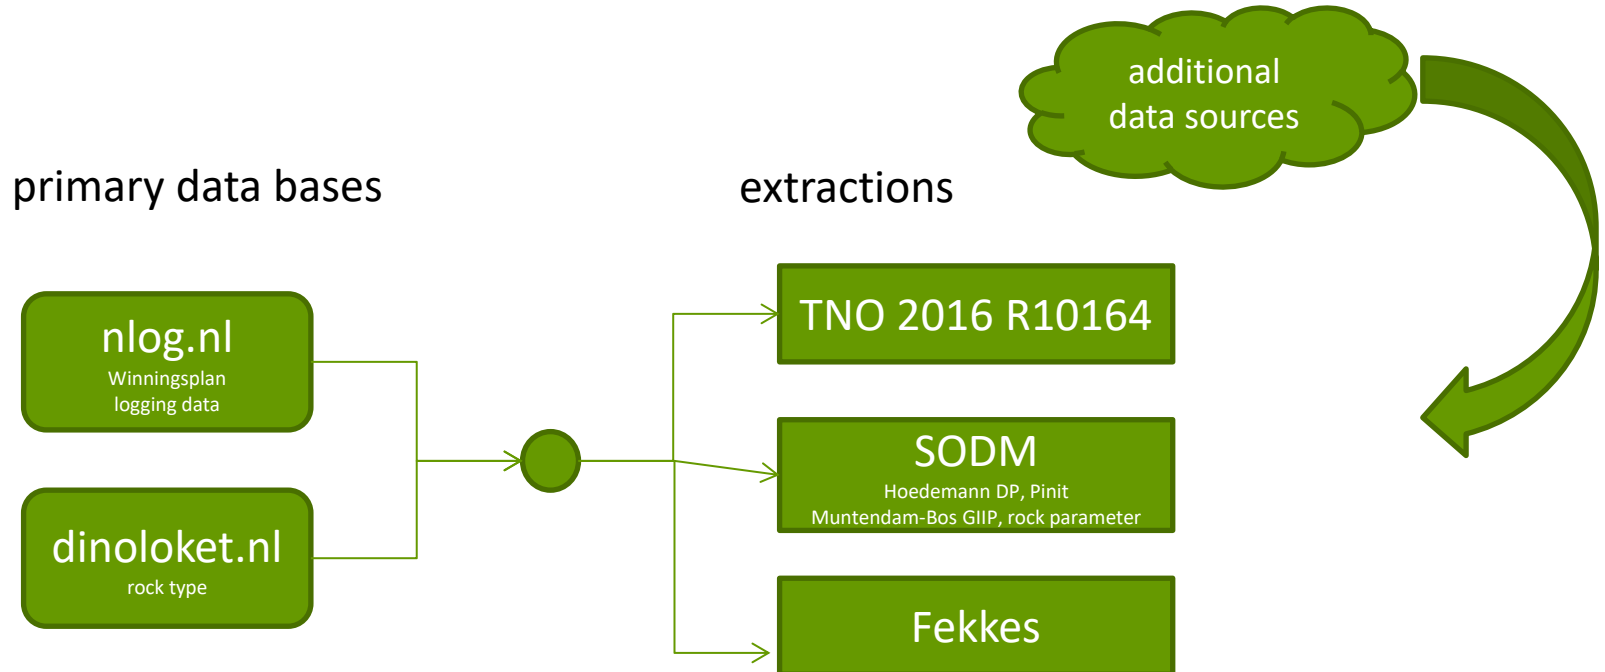 additional
data sources
primary data bases
extractions
nlog.nl
Winningsplan
logging data
dinoloket.nl
rock type
TNO 2016 R10164
SODM
Hoedemann DP, Pinit
Muntendam-Bos GIIP, rock parameter
Fekkes